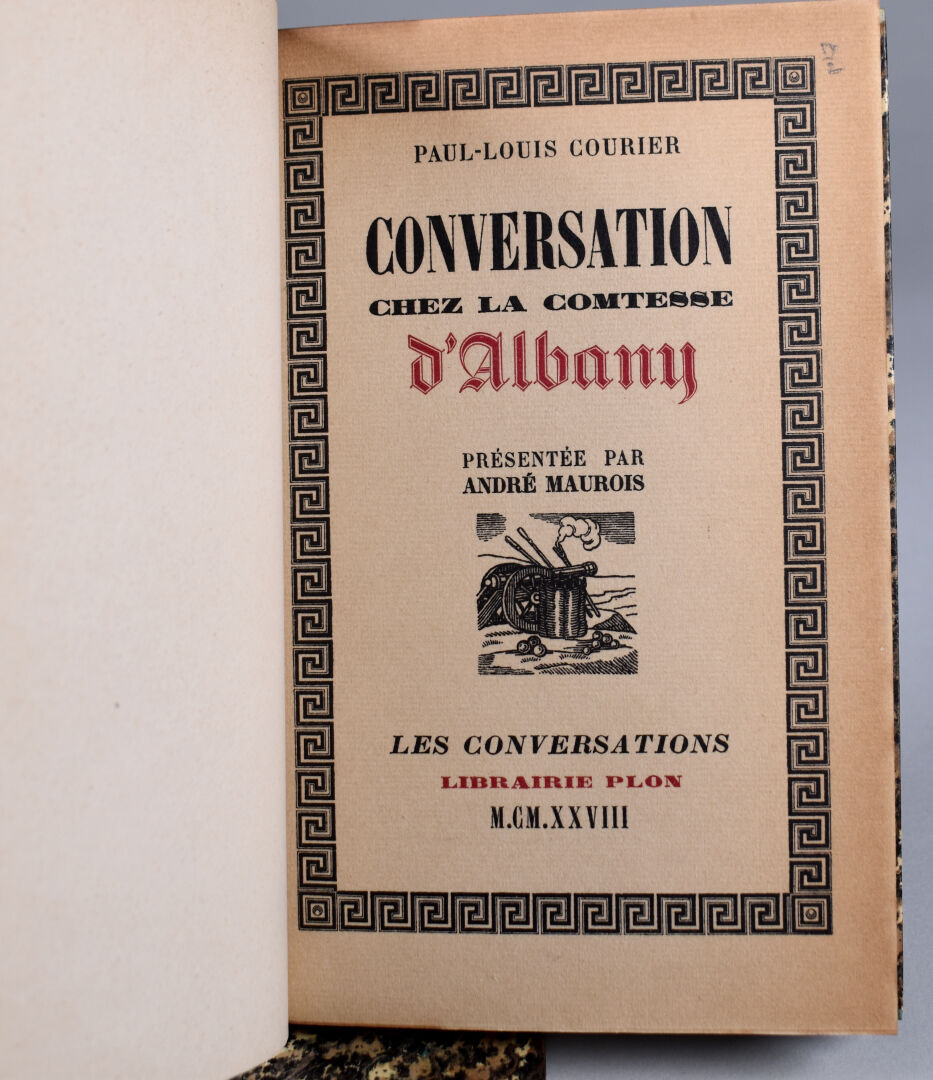 PAUL-LOUIS COURIER
CONVERSATION
CHEZ LA COMTESSE
d'Albany
PRÉSENTÉE PAR
ANDRÉ MAUROIS
LES CONVERSATIONS
LIBRAIRIE PLON
M.CM.XXVIII